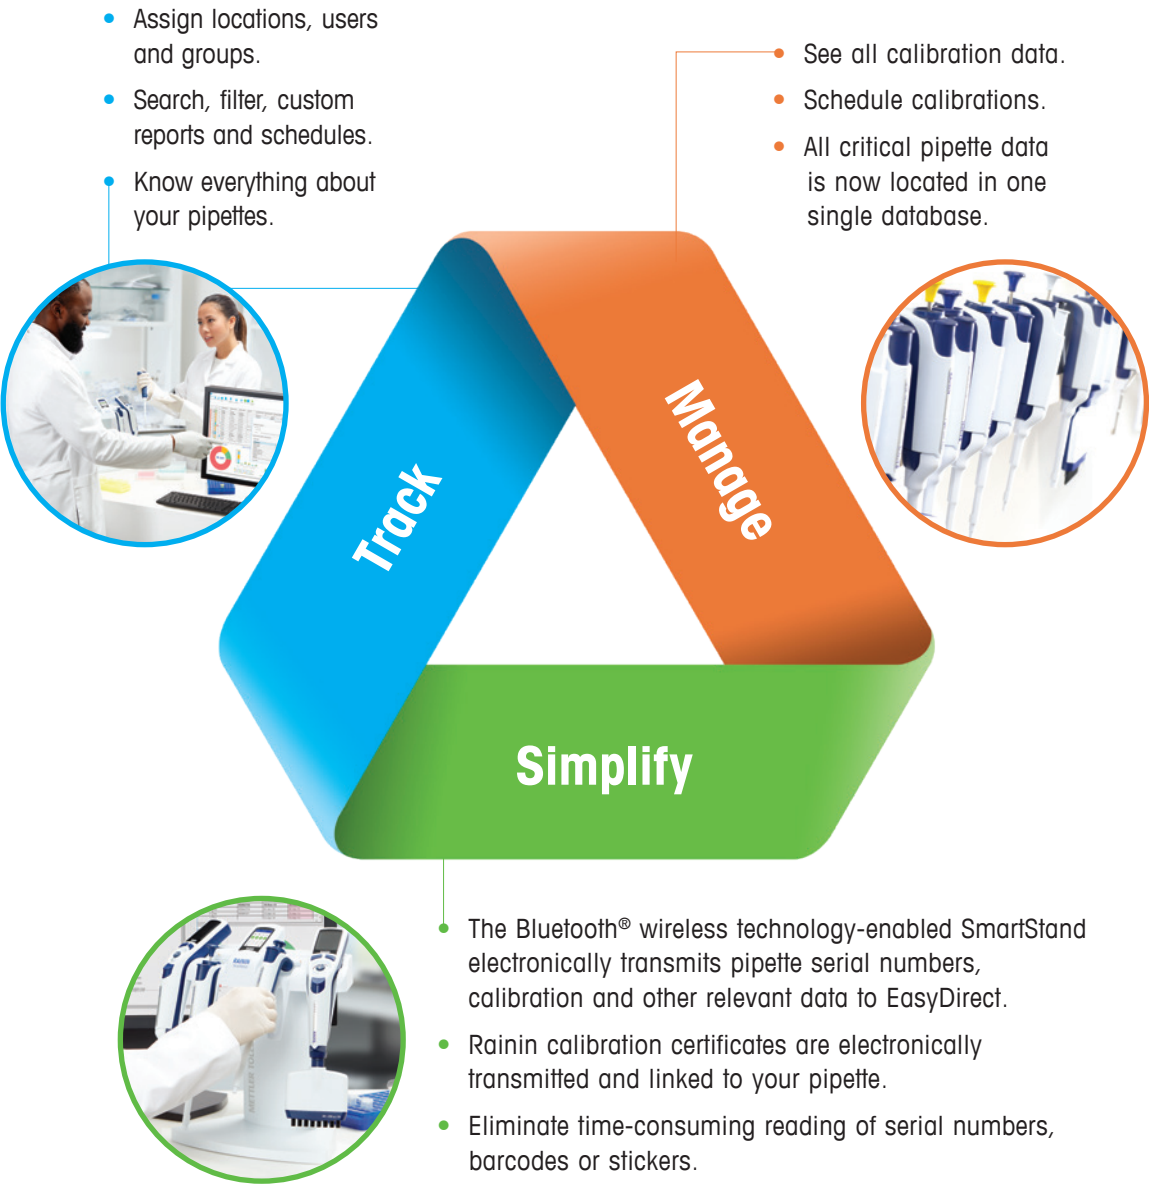 • Assign locations, users
and groups.
• Search, filter, custom
reports and schedules.
• Know everything about
your pipettes.
• See all calibration data.
• Schedule calibrations.
• All critical pipette data
is now located in one
single database.
Track
Manage
Simplify
• The Bluetooth® wireless technology-enabled SmartStand
electronically transmits pipette serial numbers,
calibration and other relevant data to EasyDirect.
• Rainin calibration certificates are electronically
transmitted and linked to your pipette.
• Eliminate time-consuming reading of serial numbers,
barcodes or stickers.